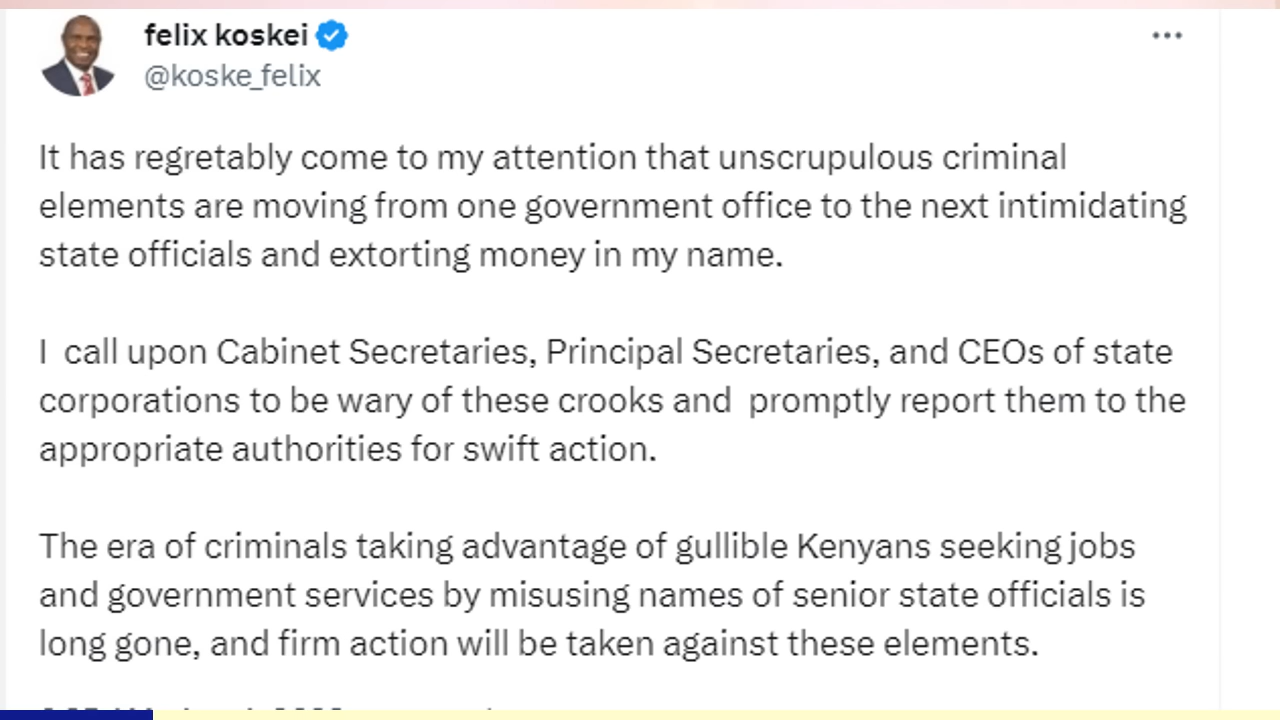 felix koskei
@koske_felix
It has regretably come to my attention that unscrupulous criminal
elements are moving from one government office to the next intimidating
state officials and extorting money in my name.
I  call upon Cabinet Secretaries, Principal Secretaries, and CEOs of state
corporations to be wary of these crooks and  promptly report them to the
appropriate authorities for swift action.
The era of criminals taking advantage of gullible Kenyans seeking jobs
and government services by misusing names of senior state officials is
long gone, and firm action will be taken against these elements.